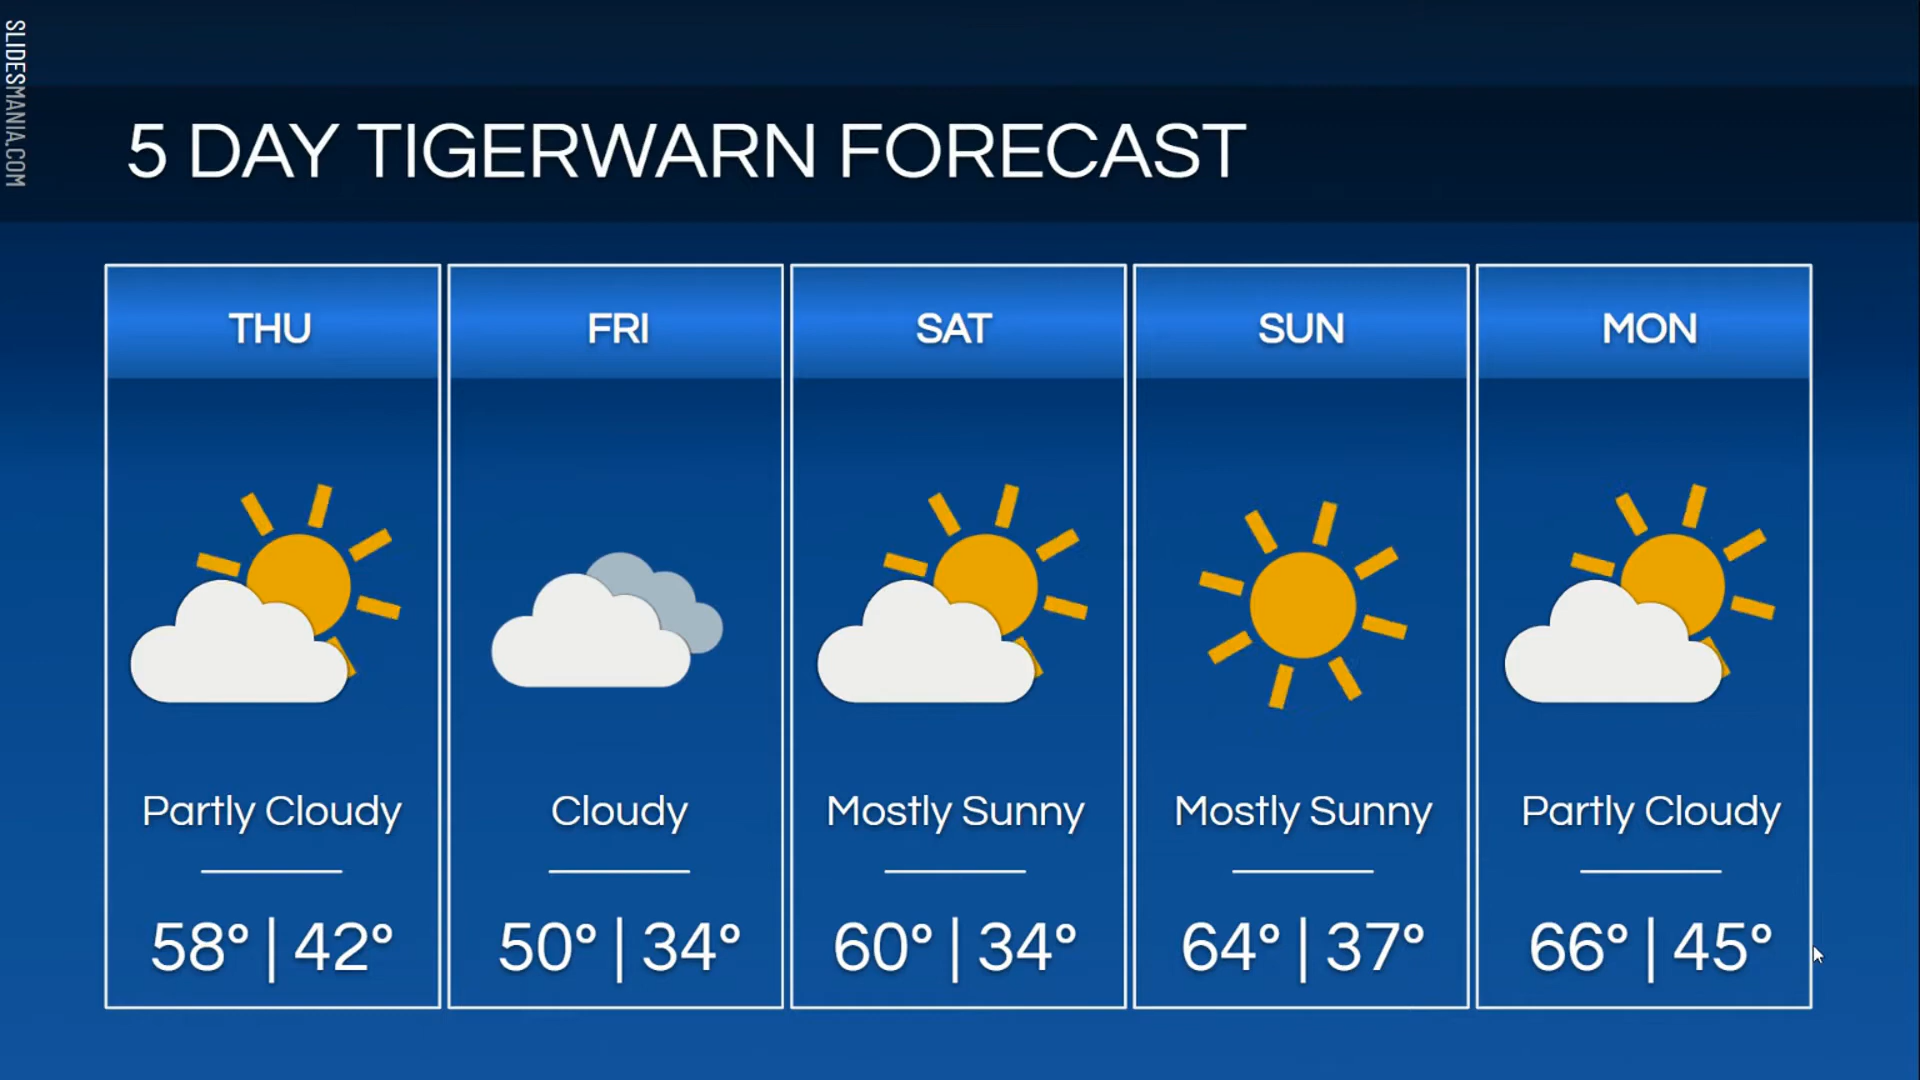 SLIDESMANIA.COM
5 DAY TIGERWARN FORECAST
THU
FRI
SAT
SUN
MON
Partly Cloudy
Cloudy
Mostly Sunny
Mostly Sunny
Partly Cloudy
58° | 42°
50° | 34°
60° | 34°
64° | 37°
66° | 45°